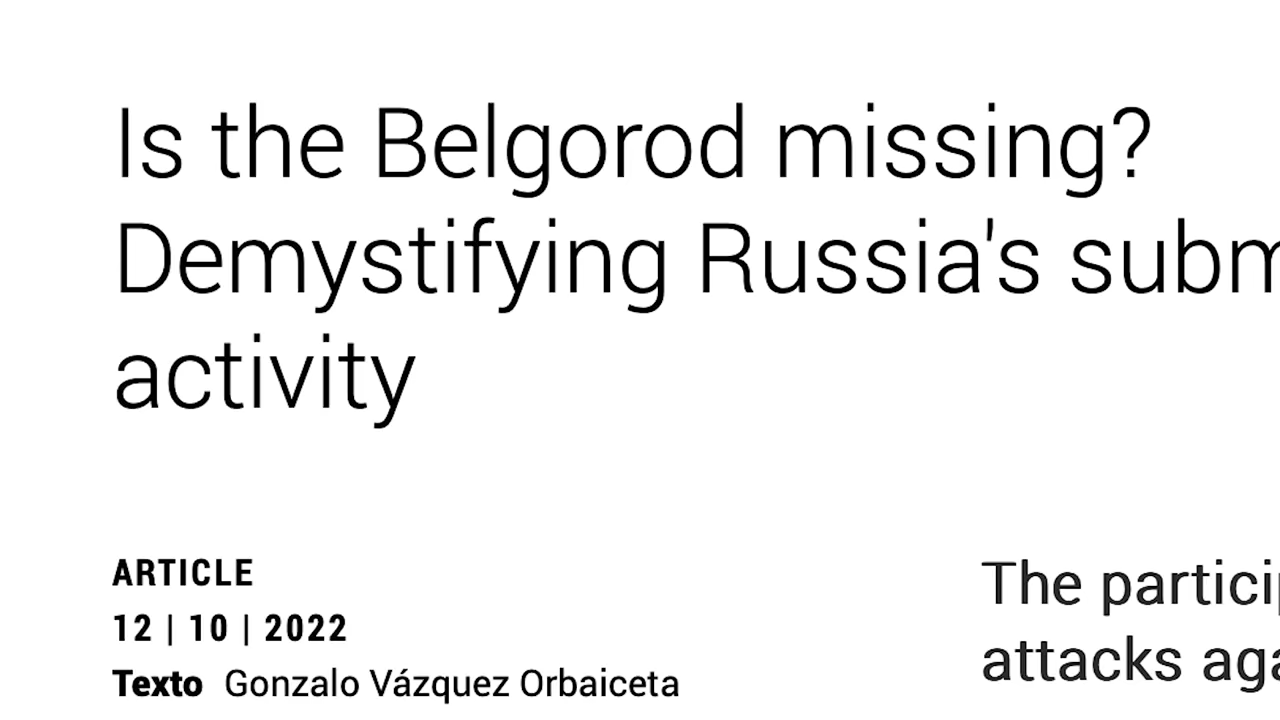 Is the Belgorod missing?
Demystifying Russia's
activity
ARTICLE
12 | 10 | 2022
Texto Gonzalo Vázquez Orbaiceta
The
attacks